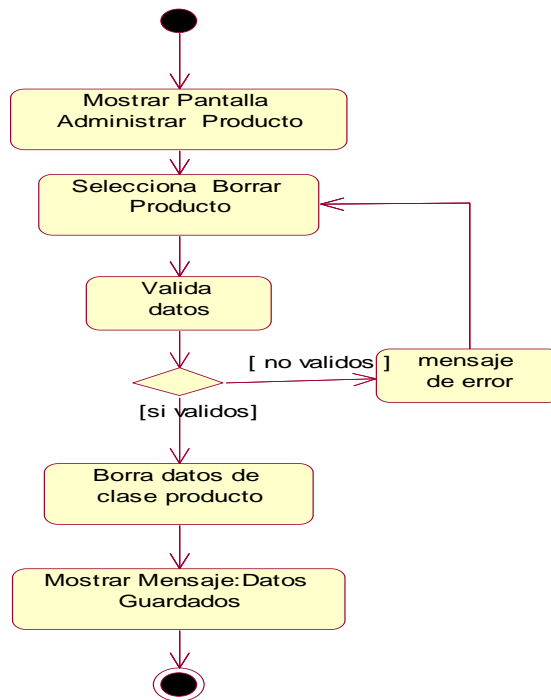 Mostrar Pantalla
Administrar Producto
Selecciona Borrar
Producto
Valida
datos
[ no validos ]
mensaje
de error
[si validos]
Borra datos de
clase producto
Mostrar Mensaje:Datos
Guardados